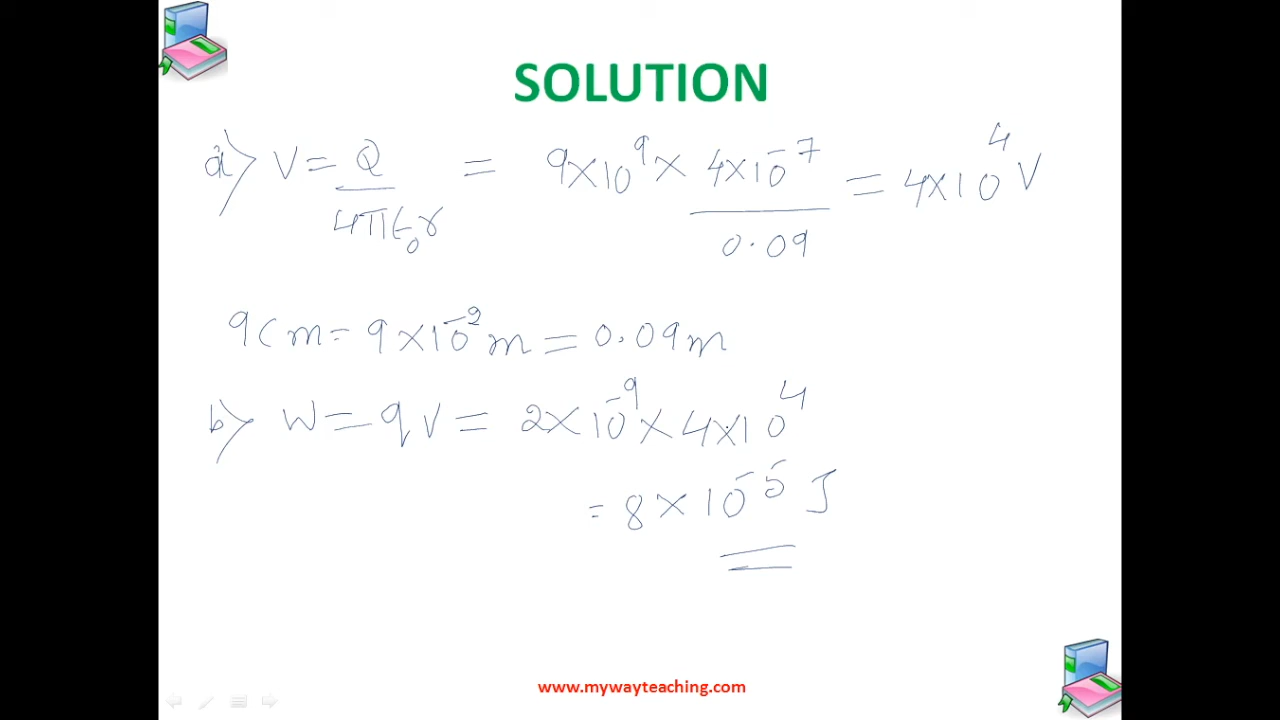 SOLUTION
a) V = Q / 4πε₀r = 9×10⁹ × 4×10⁻⁷ / 0.09 = 4×10⁴ V
9cm = 9×10⁻² m = 0.09m
b) W = qV = 2×10⁻⁹ × 4×10⁴
= 8×10⁻⁵ J
www.mywayteaching.com